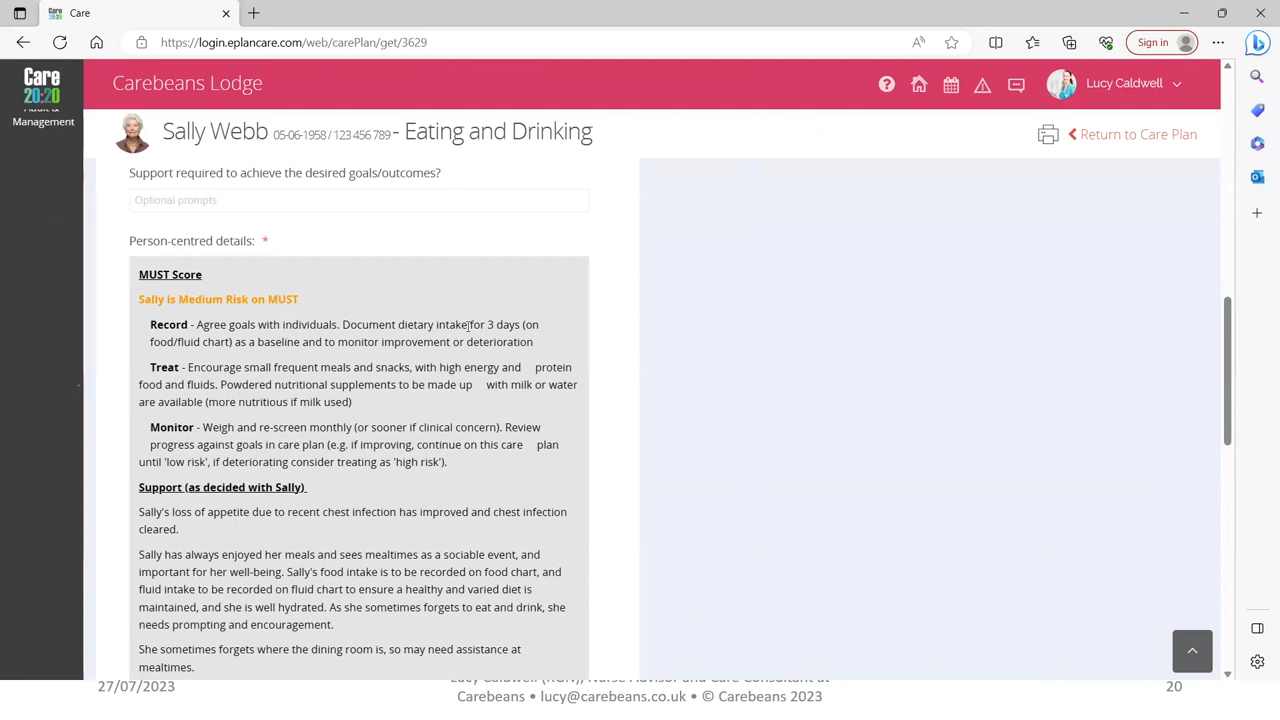 Care
https://login.eplancare.com/web/carePlan/get/3629
Sign in
Care
20:20
Carebeans Lodge
Lucy Caldwell
Audit &
Management
Sally Webb 05-06-1958 / 123 456 789 - Eating and Drinking
Return to Care Plan
Support required to achieve the desired goals/outcomes?
Optional prompts
Person-centred details: *
MUST Score
Sally is Medium Risk on MUST
Record - Agree goals with individuals. Document dietary intake for 3 days (on
food/fluid chart) as a baseline and to monitor improvement or deterioration
Treat - Encourage small frequent meals and snacks, with high energy and protein
food and fluids. Powdered nutritional supplements to be made up with milk or water
are available (more nutritious if milk used)
Monitor - Weigh and re-screen monthly (or sooner if clinical concern). Review
progress against goals in care plan (e.g. if improving, continue on this care plan
until 'low risk', if deteriorating consider treating as 'high risk').
Support (as decided with Sally)
Sally's loss of appetite due to recent chest infection has improved and chest infection
cleared.
Sally has always enjoyed her meals and sees mealtimes as a sociable event, and
important for her well-being. Sally's food intake is to be recorded on food chart, and
fluid intake to be recorded on fluid chart to ensure a healthy and varied diet is
maintained, and she is well hydrated. As she sometimes forgets to eat and drink, she
needs prompting and encouragement.
She sometimes forgets where the dining room is, so may need assistance at
mealtimes.
27/07/2023
Lucy Caldwell (RGN), Nurse Advisor and Care Consultant at
Carebeans • lucy@carebeans.co.uk • © Carebeans 2023
20